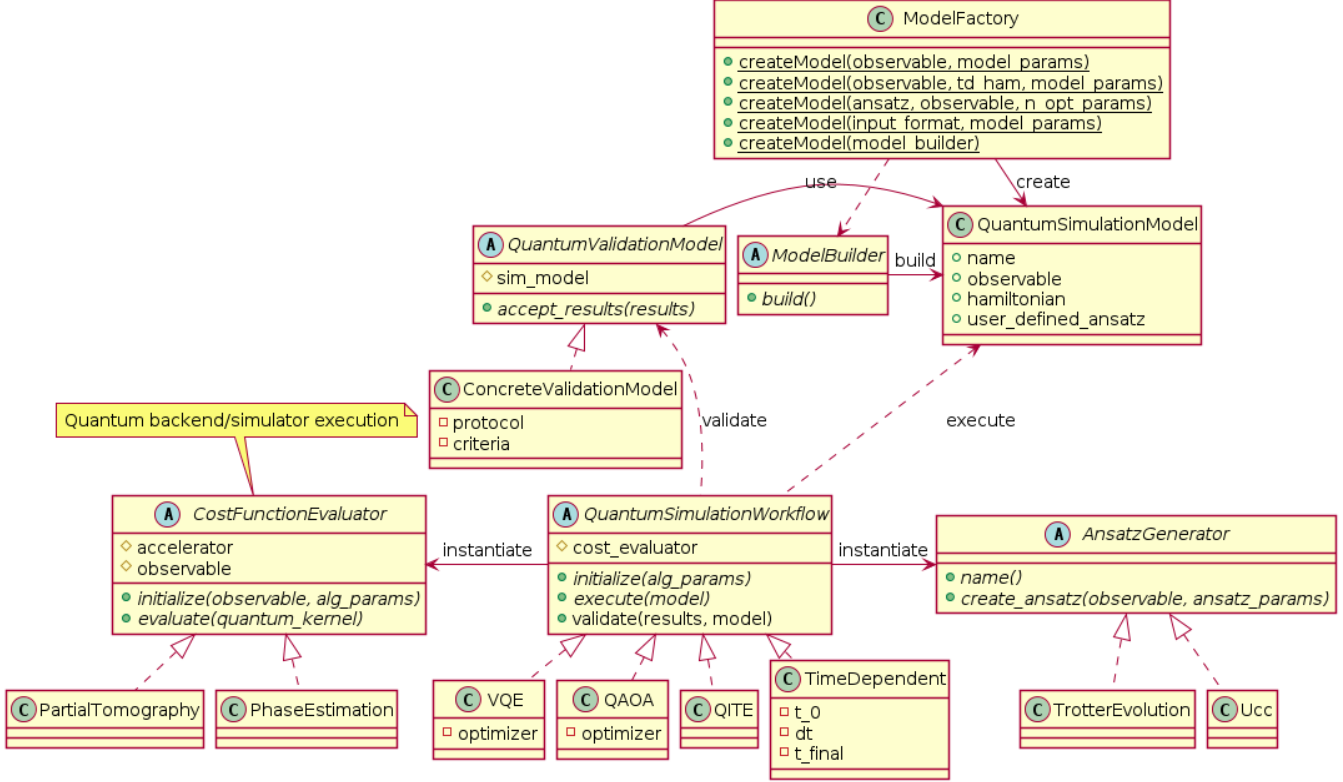 C ModelFactory
createModel(observable, model_params)
createModel(observable, td_ham, model_params)
createModel(ansatz, observable, n_opt_params)
createModel(input_format, model_params)
createModel(model_builder)
use
create
A QuantumValidationModel
sim_model
accept_results(results)
A ModelBuilder
build()
build
C QuantumSimulationModel
name
observable
hamiltonian
user_defined_ansatz
C ConcreteValidationModel
protocol
criteria
validate
execute
Quantum backend/simulator execution
A CostFunctionEvaluator
accelerator
observable
initialize(observable, alg_params)
evaluate(quantum_kernel)
instantiate
A QuantumSimulationWorkflow
cost_evaluator
initialize(alg_params)
execute(model)
validate(results, model)
instantiate
A AnsatzGenerator
name()
create_ansatz(observable, ansatz_params)
C PartialTomography
C PhaseEstimation
C VQE
optimizer
C QAOA
optimizer
C QITE
C TimeDependent
t_0
dt
t_final
C TrotterEvolution
C Ucc